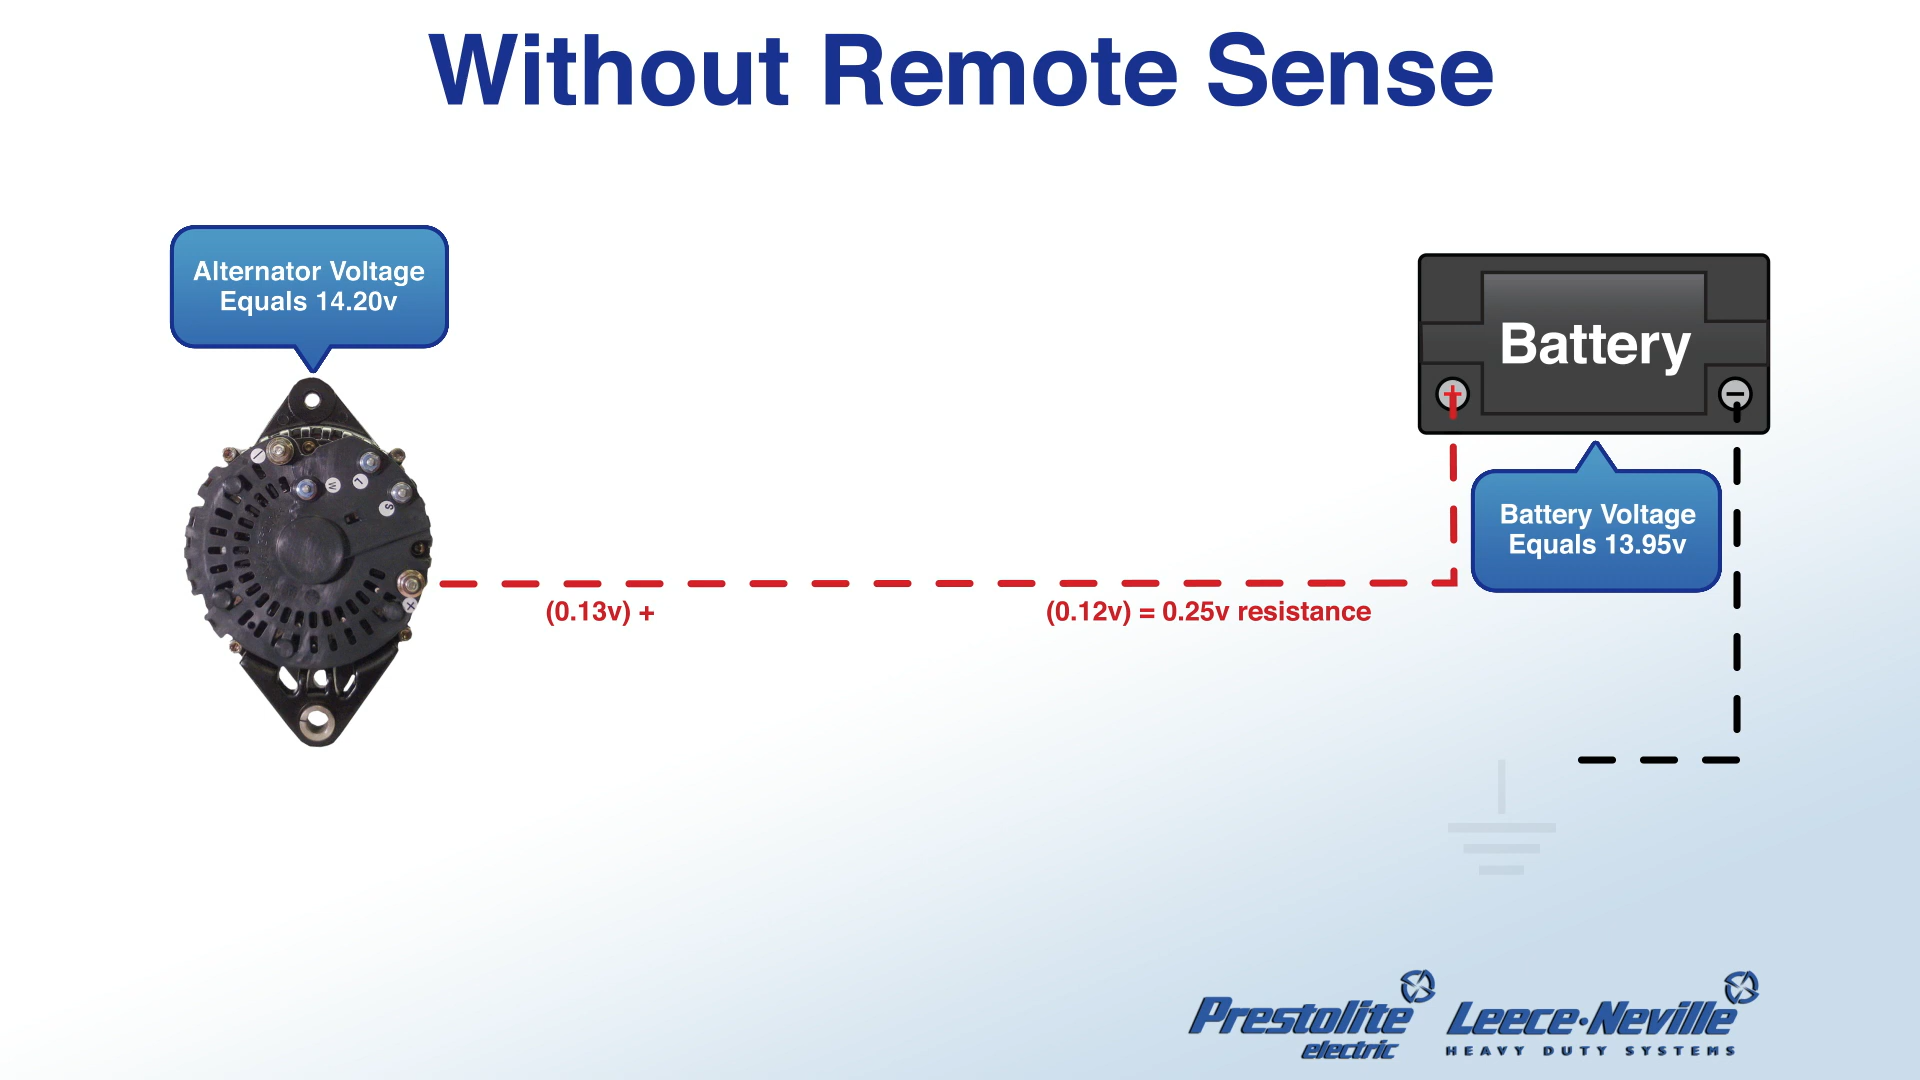 Without Remote Sense
Alternator Voltage
Equals 14.20v
Battery
+
−
Battery Voltage
Equals 13.95v
I
W
L
S
+
(0.13v) +
(0.12v) = 0.25v resistance
Prestolite
electric
Leece·Neville
HEAVY DUTY SYSTEMS